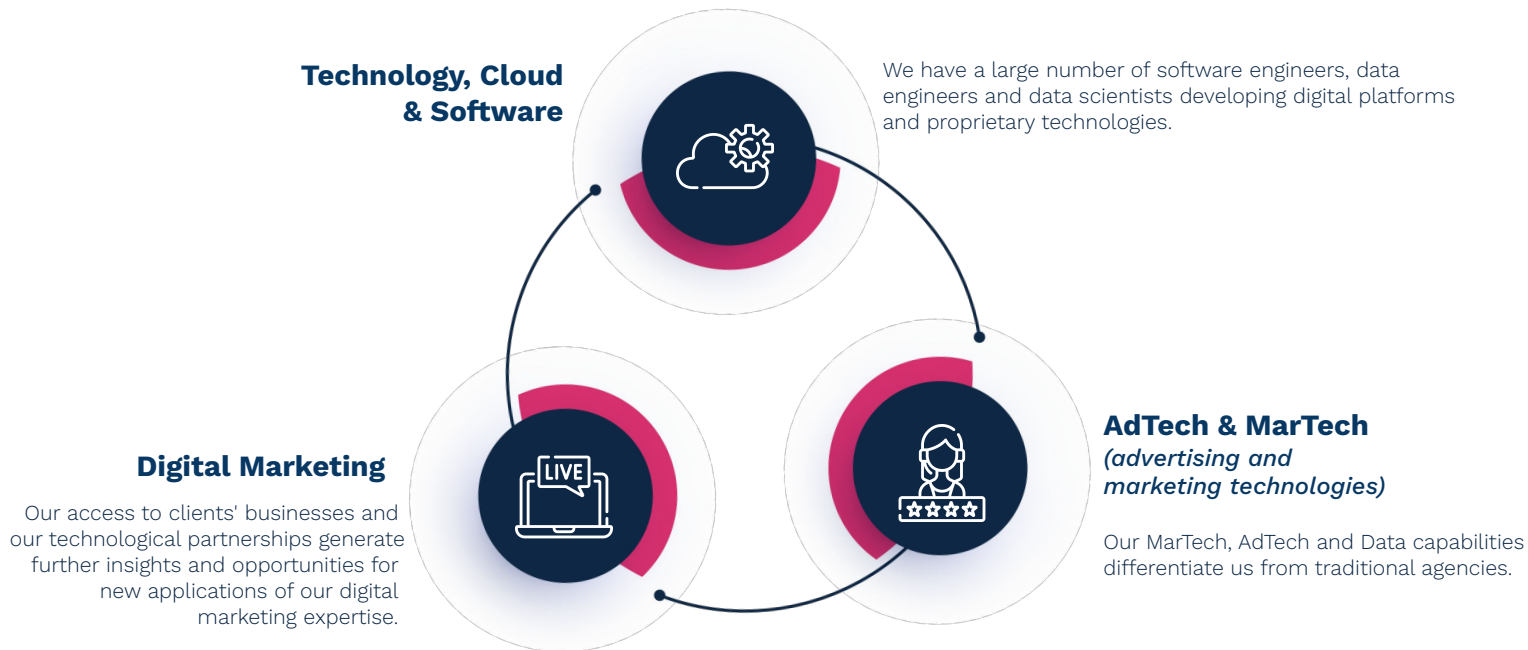 Technology, Cloud
& Software
We have a large number of software engineers, data
engineers and data scientists developing digital platforms
and proprietary technologies.
AdTech & MarTech
(advertising and
marketing technologies)
Our MarTech, AdTech and Data capabilities
differentiate us from traditional agencies.
LIVE
Digital Marketing
Our access to clients' businesses and
our technological partnerships generate
further insights and opportunities for
new applications of our digital
marketing expertise.